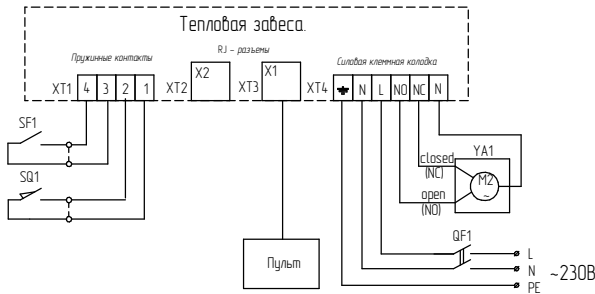 Тепловая завеса.
Пружинные контакты
RJ - разъемы
Силовая клеммная колодка
XT1 4 3 2 1
XT2 X2
XT3 X1
XT4 N L NO NC N
SF1
SQ1
closed
(NC)
open
(NO)
YA1
M2
~
QF1
Пульт
L
N
PE
~230В